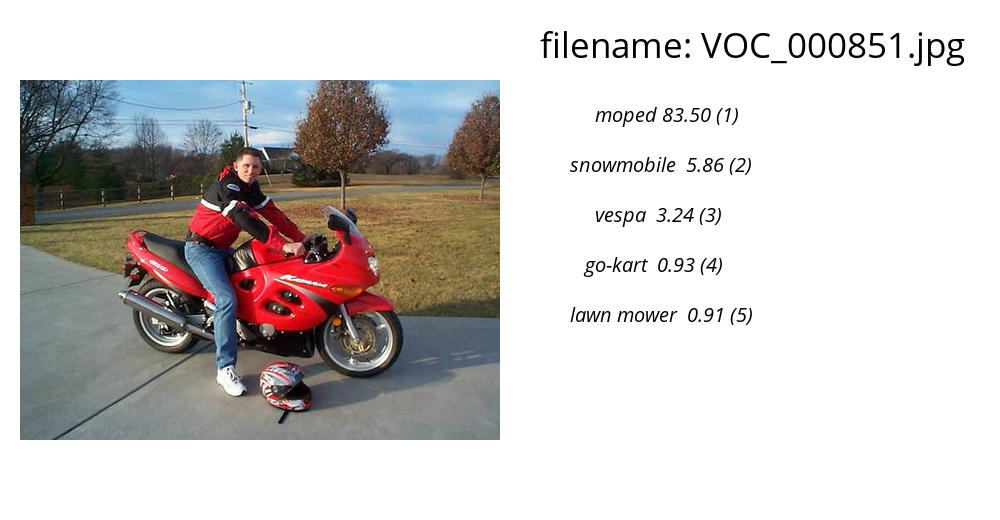 filename: VOC_000851.jpg
moped 83.50 (1)
snowmobile 5.86 (2)
vespa 3.24 (3)
go-kart 0.93 (4)
lawn mower 0.91 (5)